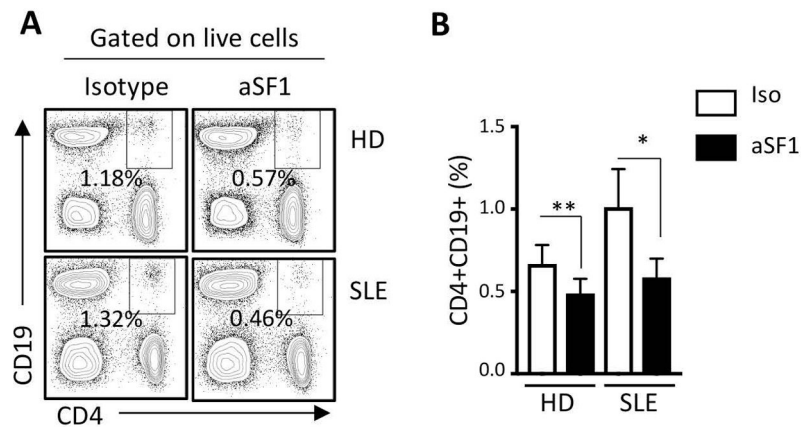 A
Gated on live cells
Isotype aSF1
HD
1.18% 0.57%
SLE
1.32% 0.46%
CD19
CD4
B
Iso
aSF1
CD4+CD19+ (%)
1.5
1.0
0.5
0.0
**
*
HD SLE